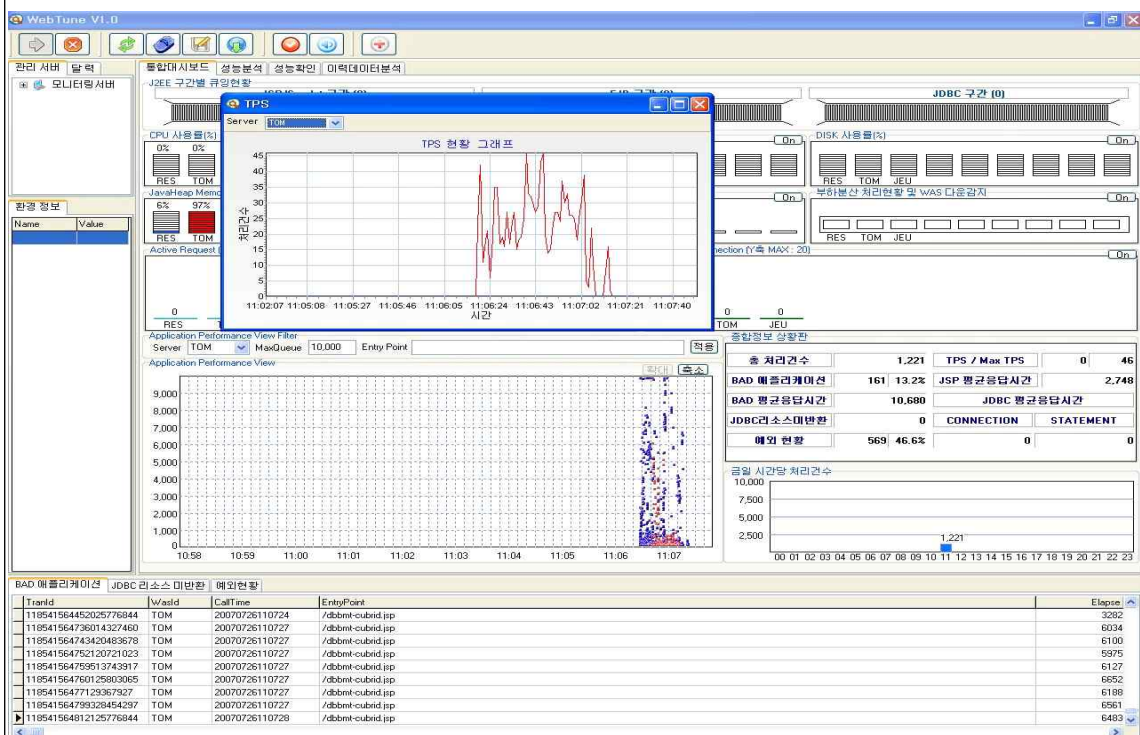 WebTune V1.0
관리 서버 달력
통합대시보드 성능분석 성능확인 이력데이터분석
모니터링서버
J2EE 구간별 큐잉현황
JDBC 구간 (0)
TPS
Server TOM
TPS 현황 그래프
45
40
35
30
25
20
15
10
5
0
처리건수
11:02:07 11:05:08 11:05:27 11:05:46 11:06:05 11:06:24 11:06:43 11:07:02 11:07:21 11:07:40
시간
CPU 사용률(%)
0% 0%
RES TOM
On
DISK 사용률(%)
On
RES TOM JEU
JavaHeap Memo
6% 97%
RES TOM
On
부하분산 처리현황 및 WAS 다운감지
On
RES TOM JEU
환경 정보
Name Value
Active Request
nection (Y축 MAX : 20)
On
0 0 0
RES TOM JEU
Application Performance View Filter
Server TOM MaxQueue 10,000 Entry Point 적용
Application Performance View
확대 축소
9,000
8,000
7,000
6,000
5,000
4,000
3,000
2,000
1,000
0
10:58 10:59 11:00 11:01 11:02 11:03 11:04 11:05 11:06 11:07
종합정보 상황판
총 처리건수 1,221 TPS / Max TPS 0 46
BAD 애플리케이션 161 13.2% JSP 평균응답시간 2,748
BAD 평균응답시간 10,680 JDBC 평균응답시간
JDBC리소스미반환 0 CONNECTION STATEMENT
예외 현황 569 46.6% 0 0
금일 시간당 처리건수
10,000
7,500
5,000
2,500
1,221
00 01 02 03 04 05 06 07 08 09 10 11 12 13 14 15 16 17 18 19 20 21 22 23
BAD 애플리케이션 JDBC 리소스 미반환 예외현황
TranId WasId CallTime EntryPoint Elapse
118541564452025776844 TOM 20070726110724 /dbbmt-cubrid.jsp 3282
118541564736014327460 TOM 20070726110727 /dbbmt-cubrid.jsp 6034
118541564743420483678 TOM 20070726110727 /dbbmt-cubrid.jsp 6100
118541564752120721023 TOM 20070726110727 /dbbmt-cubrid.jsp 5975
118541564759513743917 TOM 20070726110727 /dbbmt-cubrid.jsp 6127
118541564760125803065 TOM 20070726110727 /dbbmt-cubrid.jsp 6652
11854156477129367927 TOM 20070726110727 /dbbmt-cubrid.jsp 6188
118541564799328454297 TOM 20070726110727 /dbbmt-cubrid.jsp 6561
118541564812125776844 TOM 20070726110728 /dbbmt-cubrid.jsp 6483